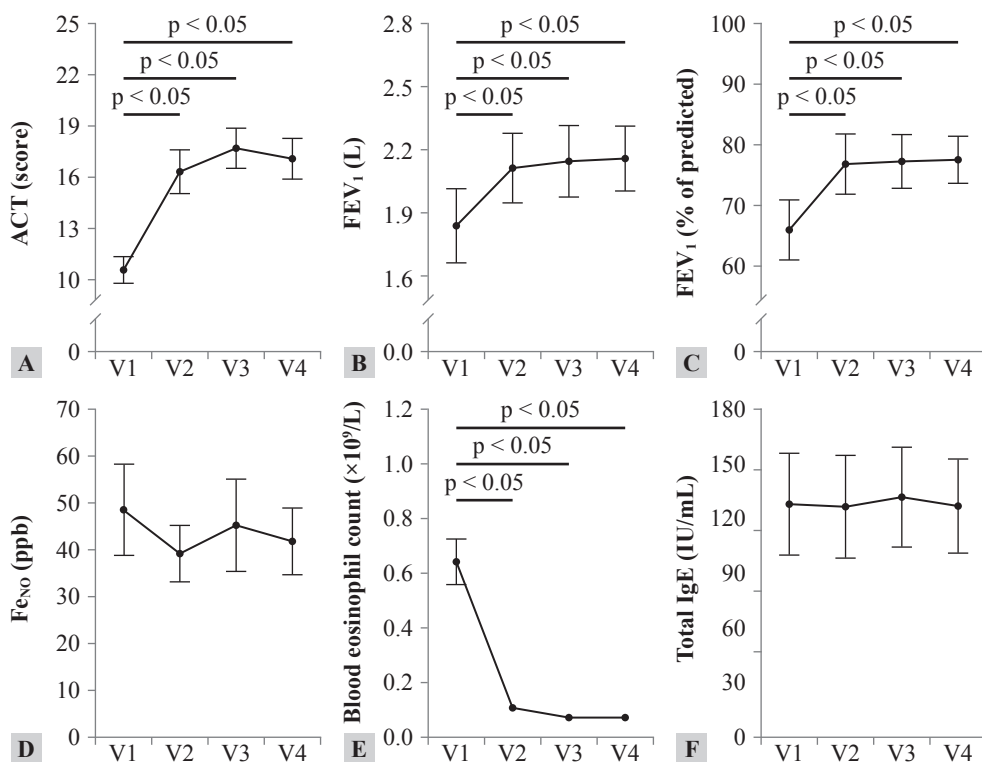 ACT (score)
25
22
19
16
13
10
0
p < 0.05
p < 0.05
p < 0.05
A
V1 V2 V3 V4
FEV₁ (L)
2.8
2.5
2.2
1.9
1.6
0.0
p < 0.05
p < 0.05
p < 0.05
B
V1 V2 V3 V4
FEV₁ (% of predicted)
100
90
80
70
60
0
p < 0.05
p < 0.05
p < 0.05
C
V1 V2 V3 V4
Fe_NO (ppb)
70
60
50
40
30
20
10
0
D
V1 V2 V3 V4
Blood eosinophil count (×10⁹/L)
1.2
1.0
0.8
0.6
0.4
0.2
0.0
p < 0.05
p < 0.05
p < 0.05
E
V1 V2 V3 V4
Total IgE (IU/mL)
180
150
120
90
60
30
0
F
V1 V2 V3 V4